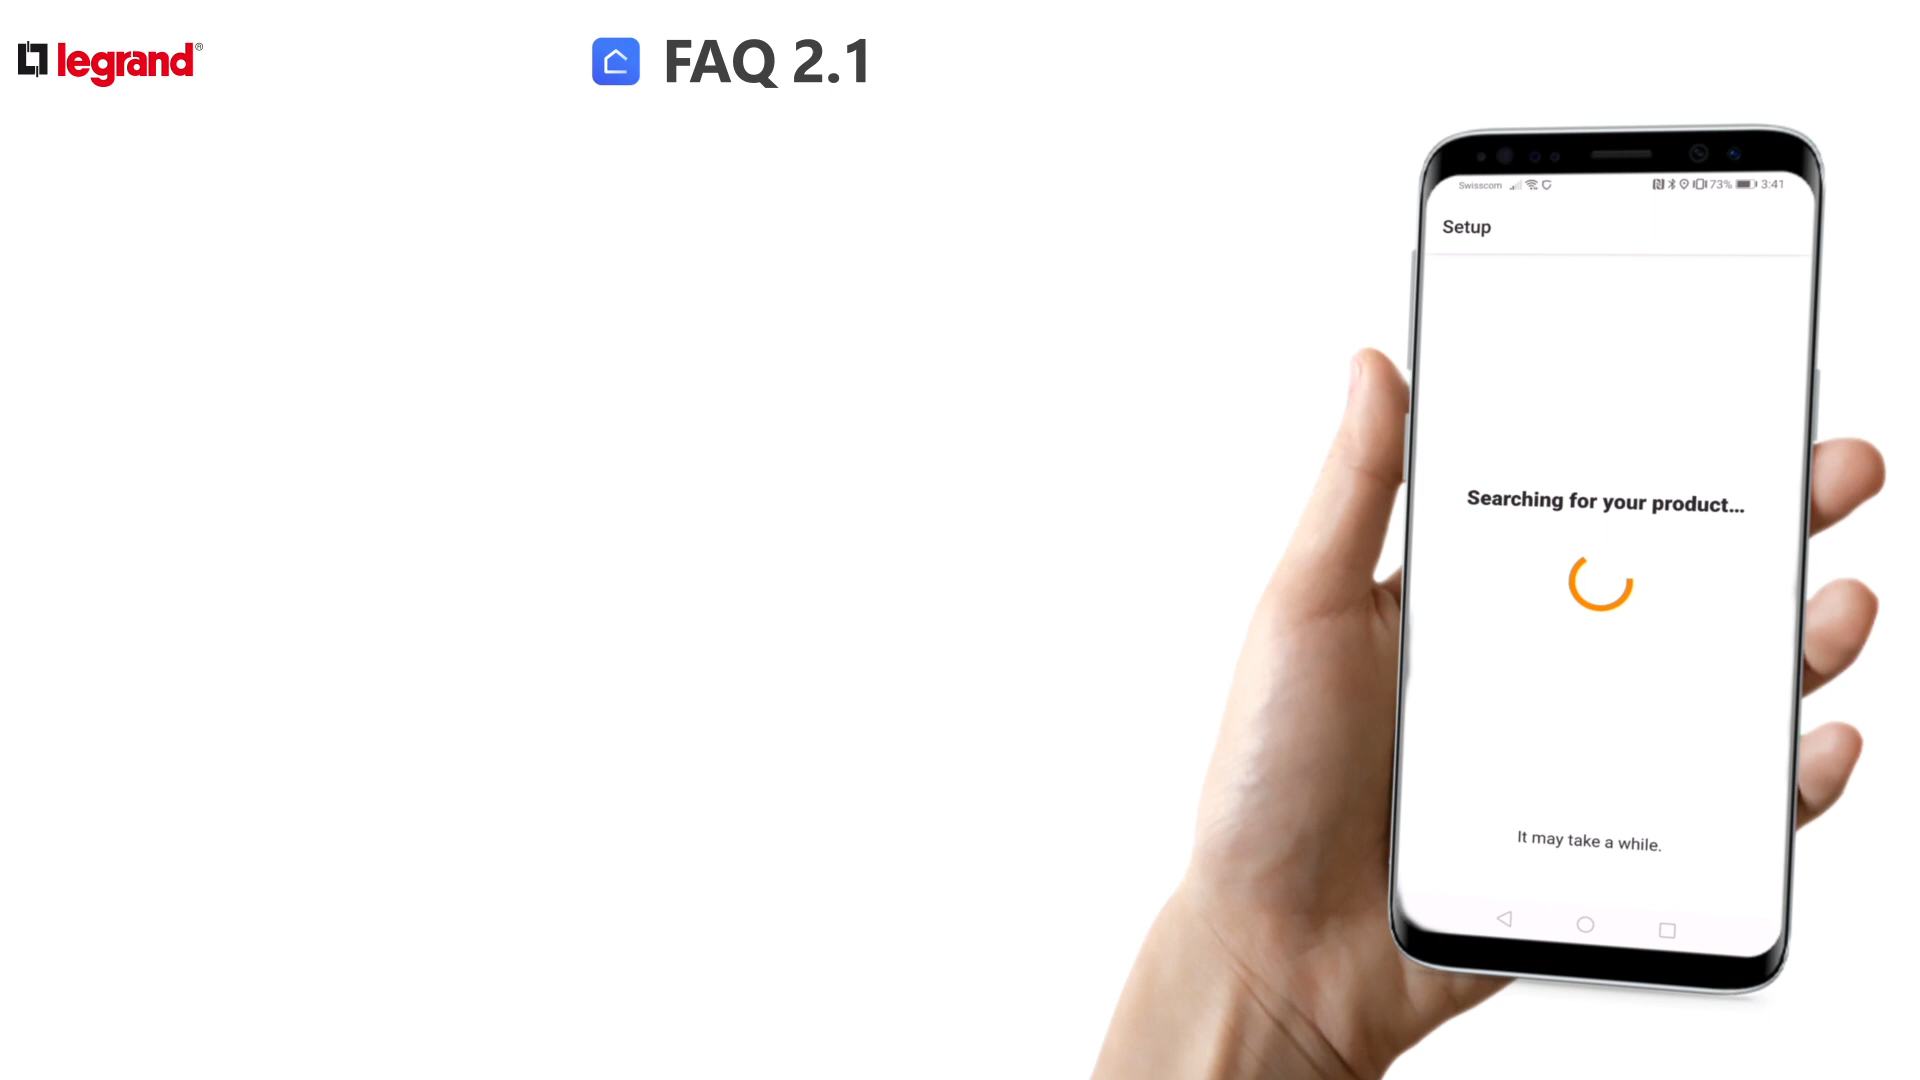 legrand®
FAQ 2.1
Swisscom 73% 3:41
Setup
Searching for your product...
It may take a while.